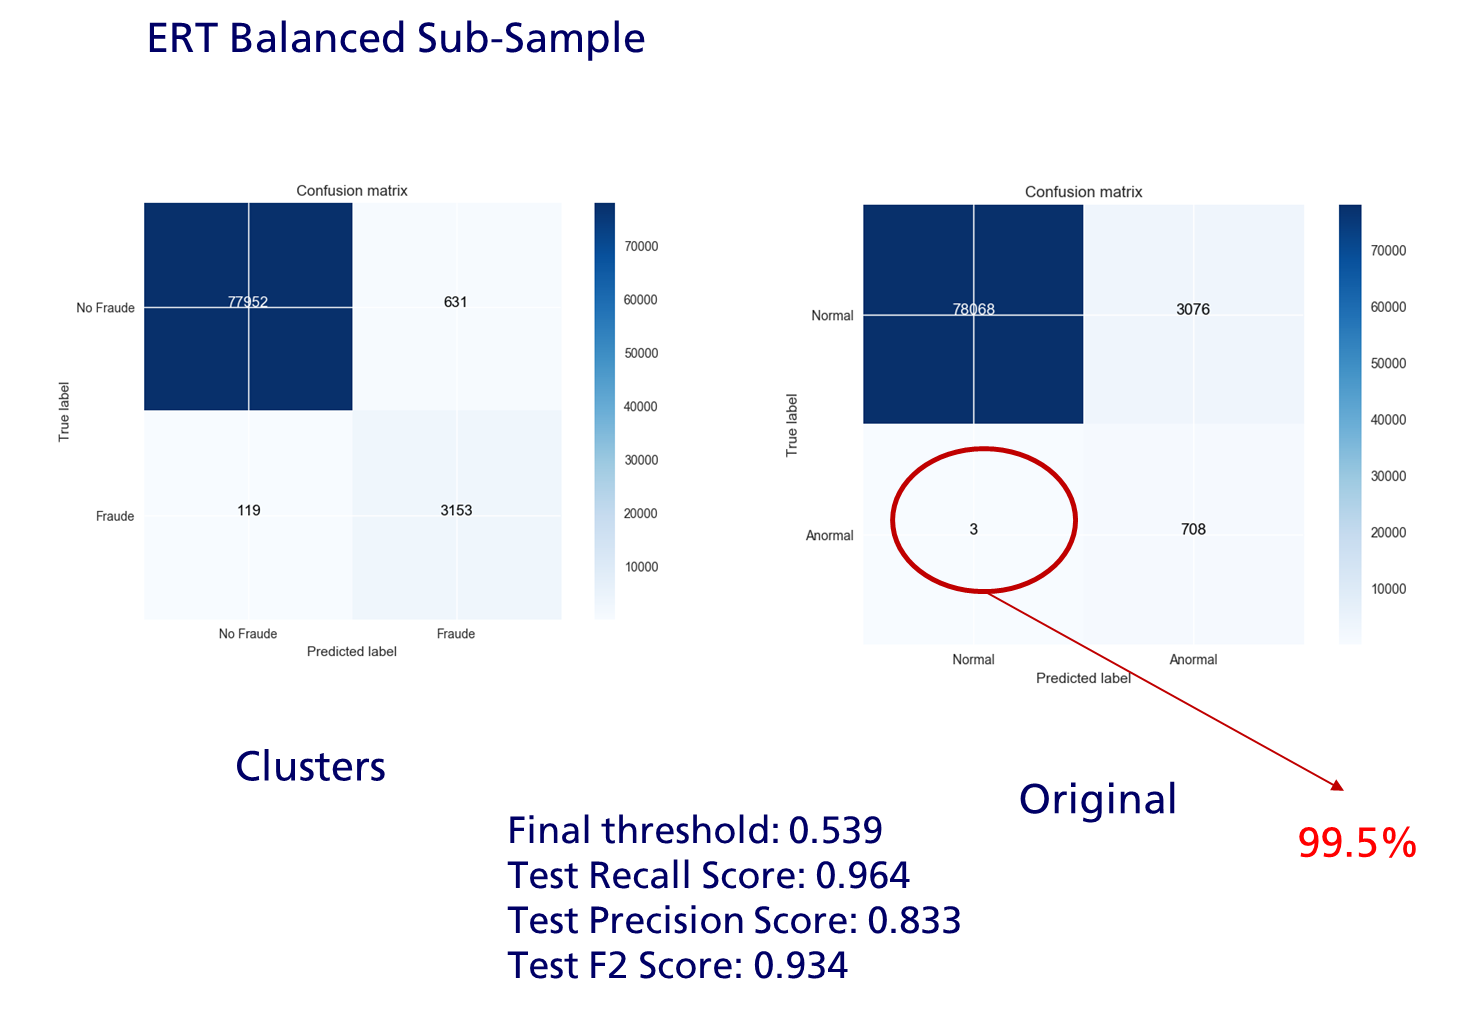 ERT Balanced Sub-Sample
Confusion matrix
77952
631
119
3153
No Fraude
Fraude
True label
No Fraude
Fraude
Predicted label
70000
60000
50000
40000
30000
20000
10000
Confusion matrix
78068
3076
3
708
Normal
Anormal
True label
Normal
Anormal
Predicted label
70000
60000
50000
40000
30000
20000
10000
Clusters
Original
99.5%
Final threshold: 0.539
Test Recall Score: 0.964
Test Precision Score: 0.833
Test F2 Score: 0.934